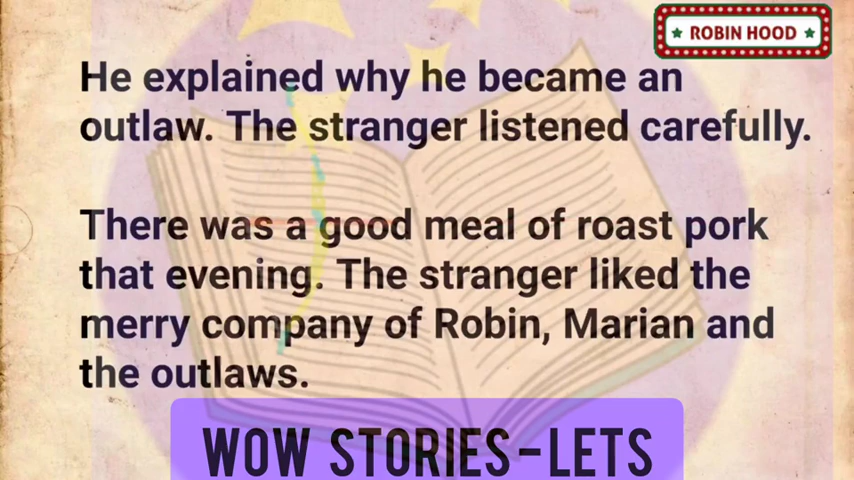 ROBIN HOOD
He explained why he became an
outlaw. The stranger listened carefully.
There was a good meal of roast pork
that evening. The stranger liked the
merry company of Robin, Marian and
the outlaws.
WOW STORIES-LETS